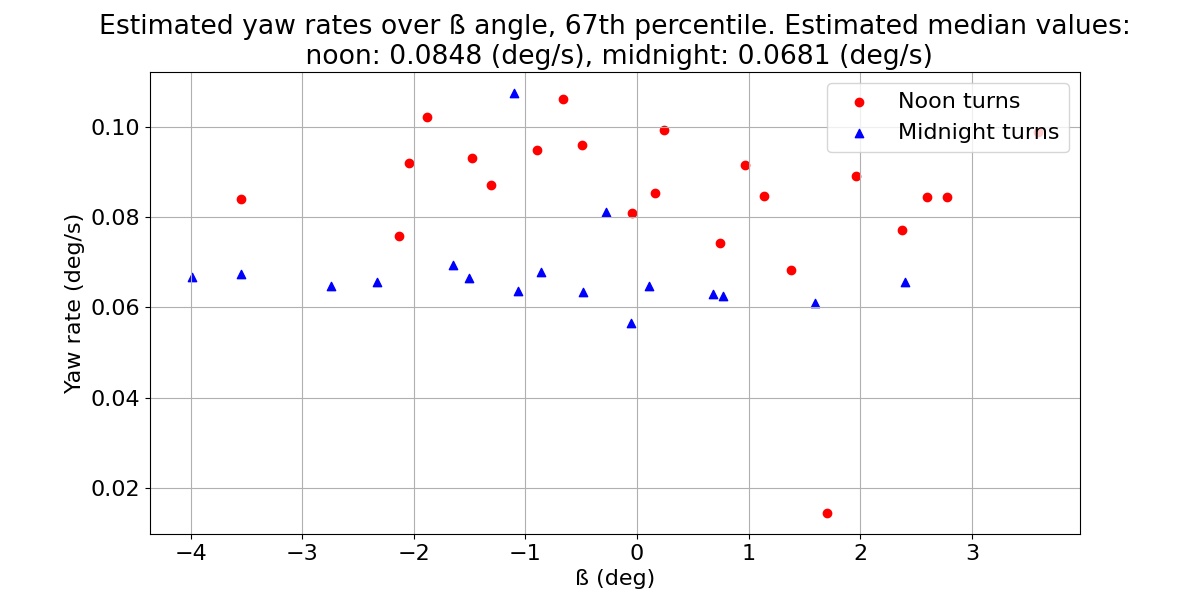 Estimated yaw rates over ß angle, 67th percentile. Estimated median values:
noon: 0.0848 (deg/s), midnight: 0.0681 (deg/s)
Noon turns
Midnight turns
Yaw rate (deg/s)
0.10
0.08
0.06
0.04
0.02
−4 −3 −2 −1 0 1 2 3
ß (deg)